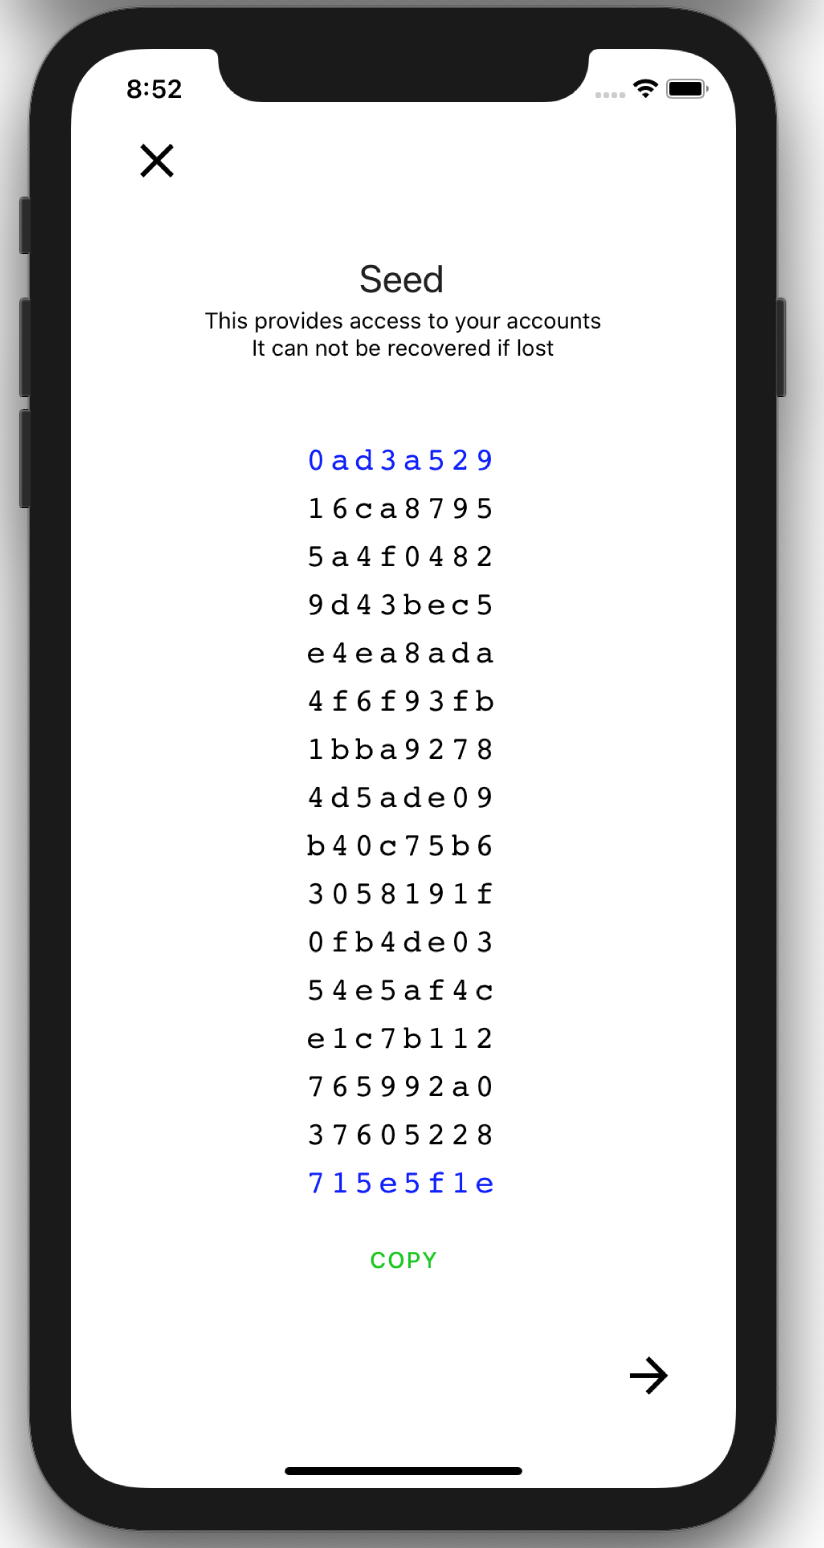 8:52
Seed
This provides access to your accounts
It can not be recovered if lost
0ad3a529
16ca8795
5a4f0482
9d43bec5
e4ea8ada
4f6f93fb
1bba9278
4d5ade09
b40c75b6
3058191f
0fb4de03
54e5af4c
e1c7b112
765992a0
37605228
715e5f1e
COPY